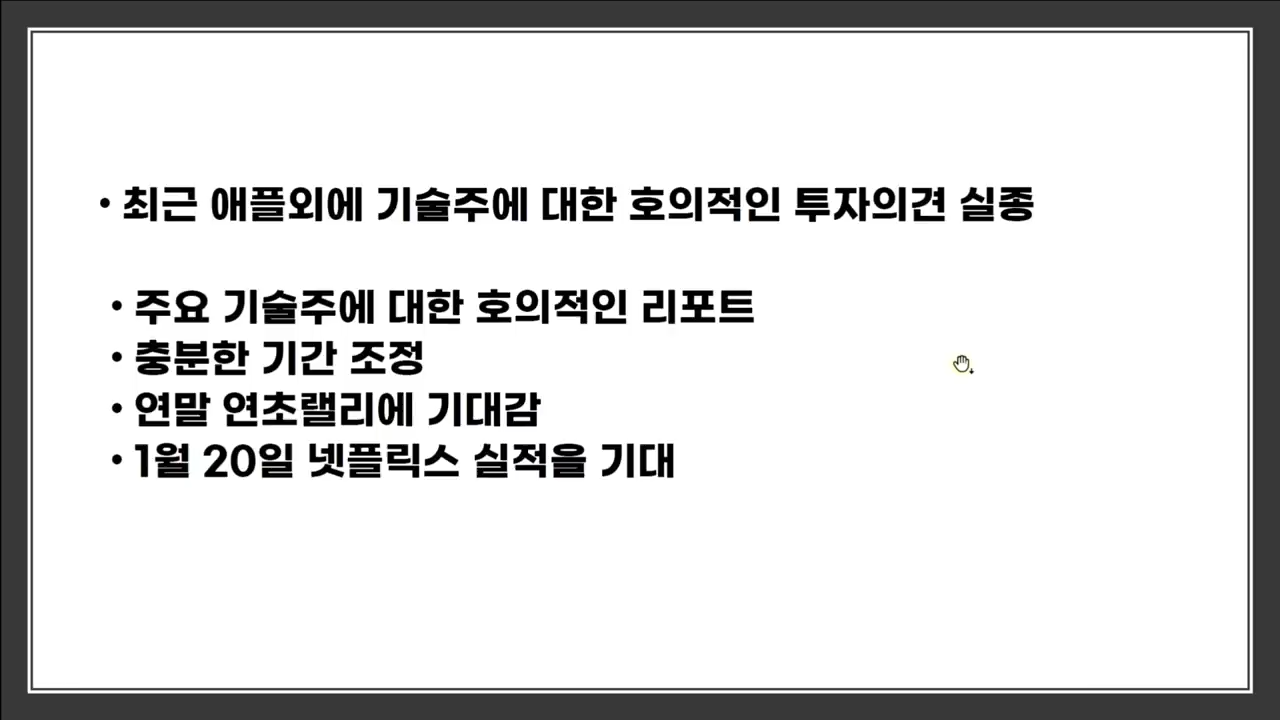 • 최근 애플외에 기술주에 대한 호의적인 투자의견 실종
• 주요 기술주에 대한 호의적인 리포트
• 충분한 기간 조정
• 연말 연초랠리에 기대감
• 1월 20일 넷플릭스 실적을 기대